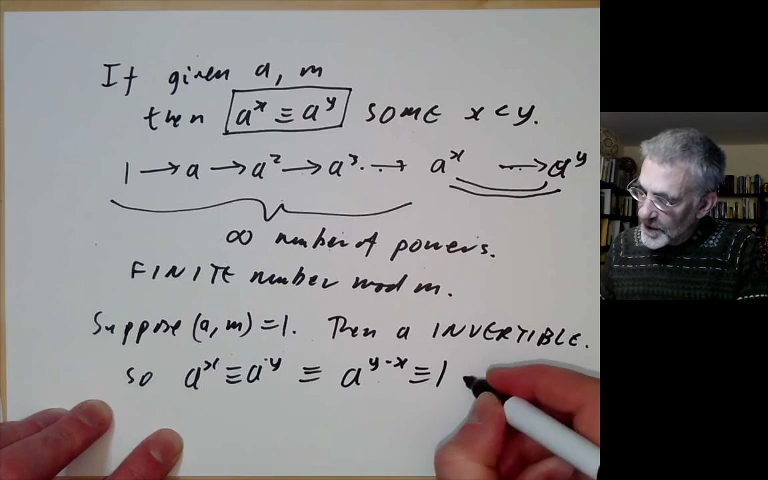 If given a, m
then a^x ≡ a^y SOME x < y.
1 → a → a² → a³ . → a^x ..→ a^y
∞ number of powers.
FINITE number mod m.
Suppose (a, m) = 1. Then a INVERTIBLE.
so a^x ≡ a^y ≡ a^{y-x} ≡ 1